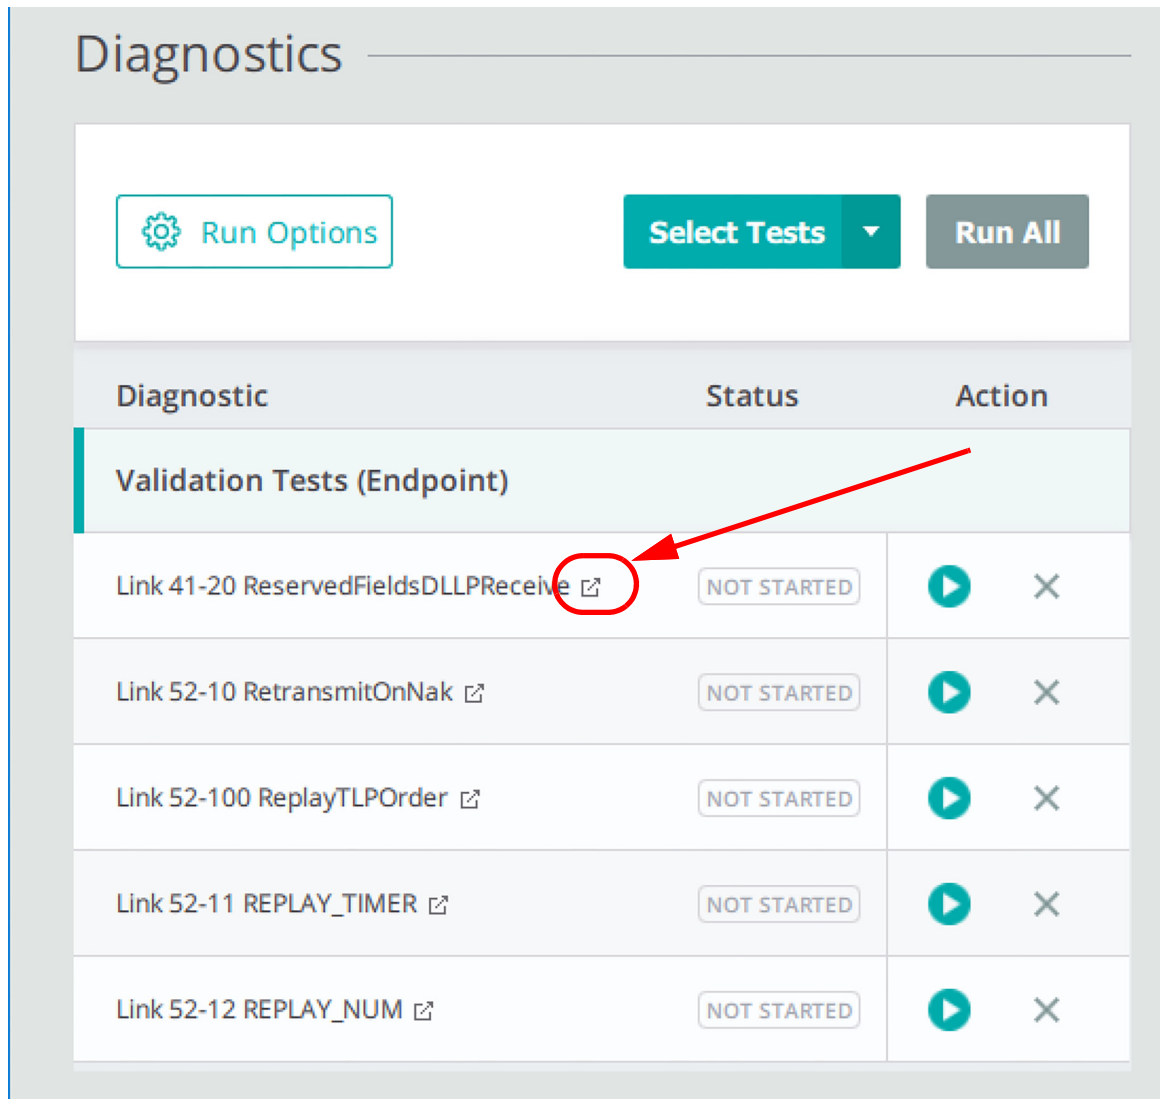 Diagnostics
Run Options
Select Tests
Run All
Diagnostic Status Action
Validation Tests (Endpoint)
Link 41-20 ReservedFieldsDLLPReceive NOT STARTED
Link 52-10 RetransmitOnNak NOT STARTED
Link 52-100 ReplayTLPOrder NOT STARTED
Link 52-11 REPLAY_TIMER NOT STARTED
Link 52-12 REPLAY_NUM NOT STARTED